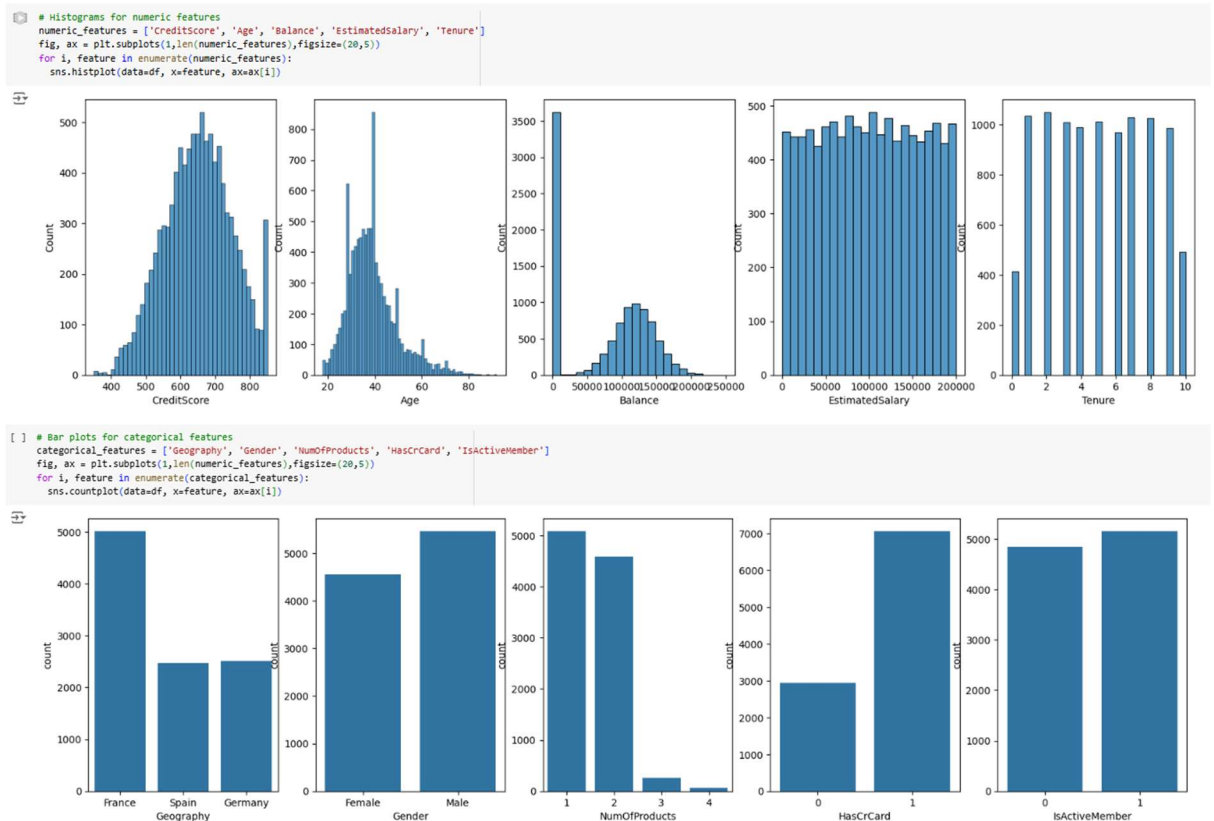 # Histograms for numeric features
numeric_features = ['CreditScore', 'Age', 'Balance', 'EstimatedSalary', 'Tenure']
fig, ax = plt.subplots(1,len(numeric_features),figsize=(20,5))
for i, feature in enumerate(numeric_features):
  sns.histplot(data=df, x=feature, ax=ax[i])
500
400
300
200
100
0
Count
400 500 600 700 800
CreditScore
800
700
600
500
400
300
200
100
0
Count
20 40 60 80
Age
3500
3000
2500
2000
1500
1000
500
0
Count
0 50000 100000 150000 200000 250000
Balance
500
400
300
200
100
0
Count
0 50000 100000 150000 200000
EstimatedSalary
1000
800
600
400
200
0
Count
0 2 4 6 8 10
Tenure
[ ] # Bar plots for categorical features
categorical_features = ['Geography', 'Gender', 'NumOfProducts', 'HasCrCard', 'IsActiveMember']
fig, ax = plt.subplots(1,len(numeric_features),figsize=(20,5))
for i, feature in enumerate(categorical_features):
  sns.countplot(data=df, x=feature, ax=ax[i])
5000
4000
3000
2000
1000
0
count
France Spain Germany
Geography
5000
4000
3000
2000
1000
0
count
Female Male
Gender
5000
4000
3000
2000
1000
0
count
1 2 3 4
NumOfProducts
7000
6000
5000
4000
3000
2000
1000
0
count
0 1
HasCrCard
5000
4000
3000
2000
1000
0
count
0 1
IsActiveMember